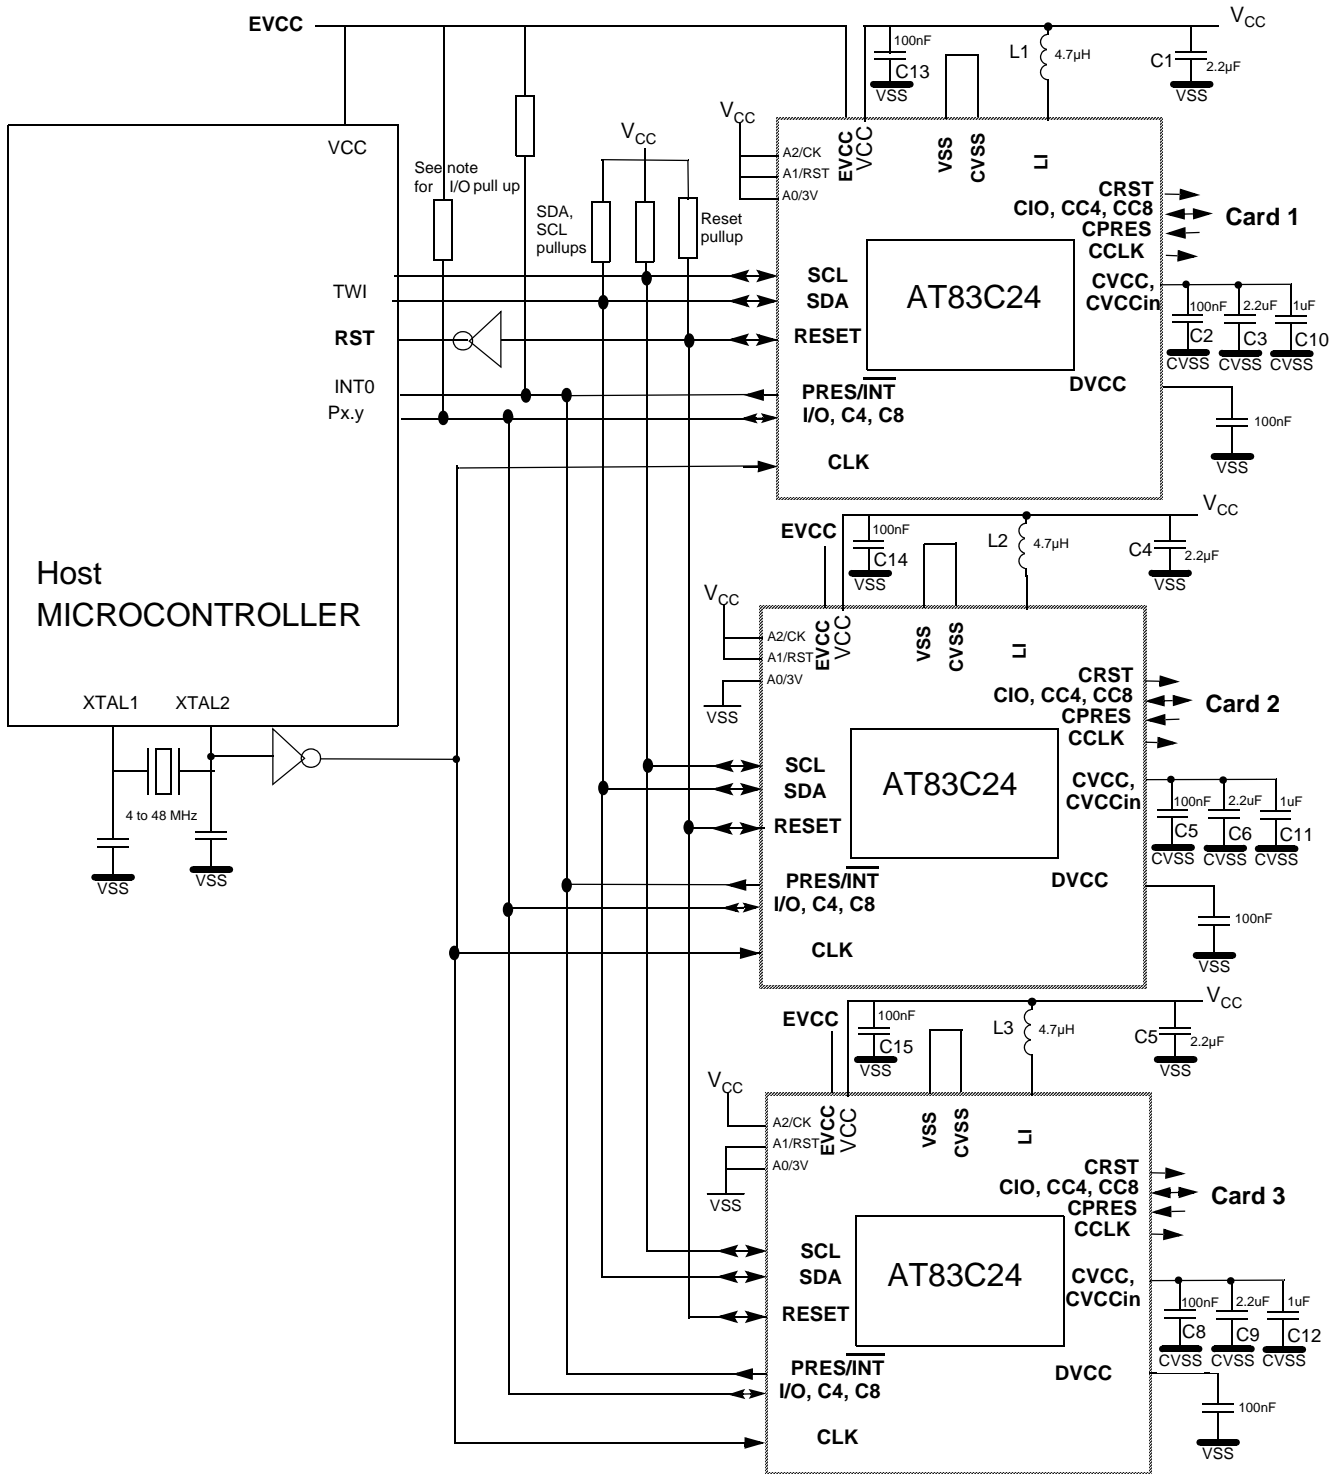 EVCC
VCC
100nF
C13
VSS
L1
4.7µH
C1
2.2µF
VSS
VCC
VCC
VCC
See note
for I/O pull up
SDA,
SCL
pullups
Reset
pullup
A2/CK
A1/RST
A0/3V
EVCC
VCC
VSS
CVSS
LI
CRST
CIO, CC4, CC8
CPRES
CCLK
Card 1
TWI
RST
INT0
Px.y
SCL
SDA
RESET
PRES/INT
I/O, C4, C8
CLK
AT83C24
CVCC,
CVCCin
100nF
C2
CVSS
2.2uF
C3
CVSS
1uF
C10
CVSS
DVCC
100nF
VSS
Host
MICROCONTROLLER
XTAL1
XTAL2
4 to 48 MHz
VSS
VSS
EVCC
100nF
C14
VSS
L2
4.7µH
C4
2.2µF
VSS
VCC
VCC
A2/CK
A1/RST
A0/3V
VSS
EVCC
VCC
VSS
CVSS
LI
CRST
CIO, CC4, CC8
CPRES
CCLK
Card 2
SCL
SDA
RESET
PRES/INT
I/O, C4, C8
CLK
AT83C24
CVCC,
CVCCin
100nF
C5
CVSS
2.2uF
C6
CVSS
1uF
C11
CVSS
DVCC
100nF
VSS
EVCC
100nF
C15
VSS
L3
4.7µH
C5
2.2µF
VSS
VCC
VCC
A2/CK
A1/RST
A0/3V
VSS
EVCC
VCC
VSS
CVSS
LI
CRST
CIO, CC4, CC8
CPRES
CCLK
Card 3
SCL
SDA
RESET
PRES/INT
I/O, C4, C8
CLK
AT83C24
CVCC,
CVCCin
100nF
C8
CVSS
2.2uF
C9
CVSS
1uF
C12
CVSS
DVCC
100nF
VSS